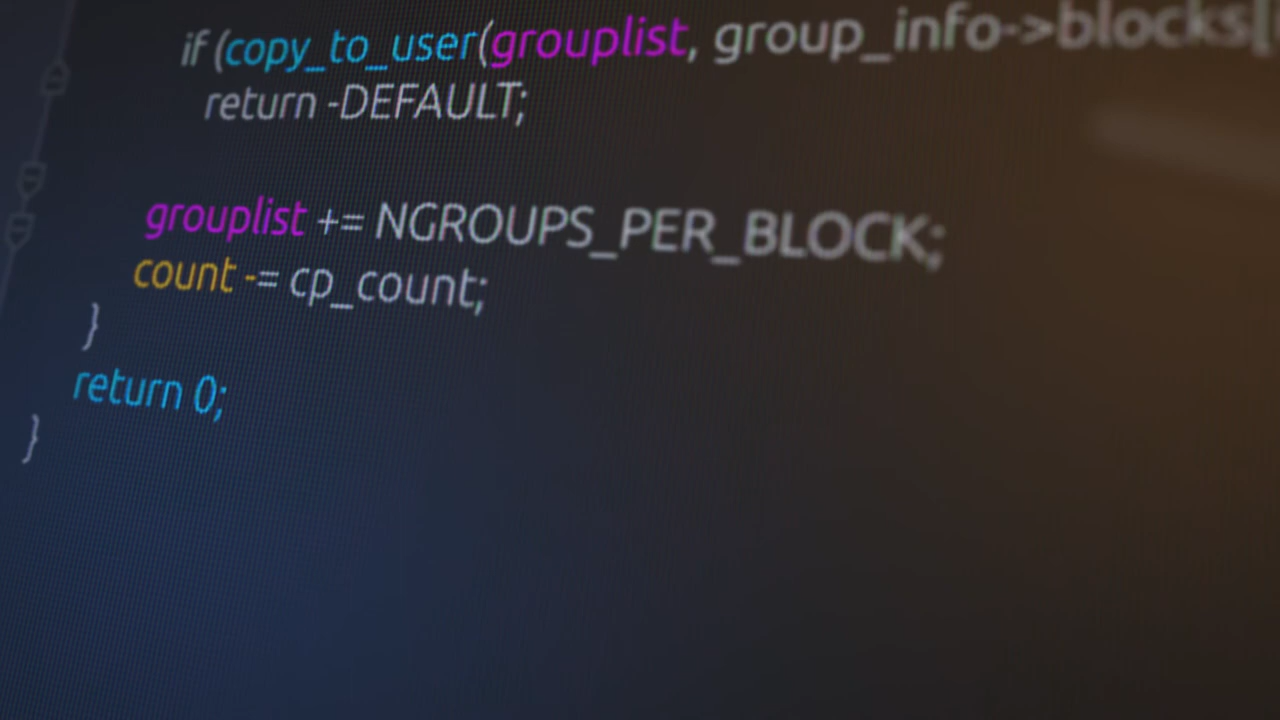 if (copy_to_user(grouplist, group_info->blocks[
return -DEFAULT;
grouplist += NGROUPS_PER_BLOCK;
count -= cp_count;
}
return 0;
}